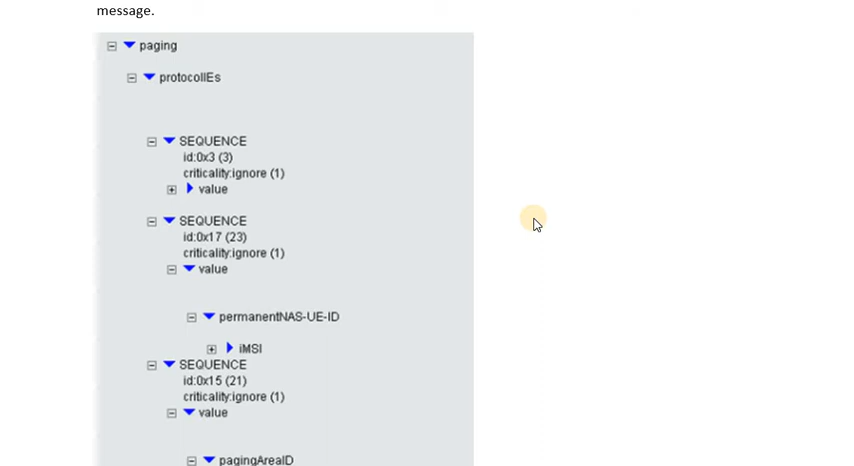 message.
paging
protocolIEs
SEQUENCE
id:0x3 (3)
criticality:ignore (1)
value
SEQUENCE
id:0x17 (23)
criticality:ignore (1)
value
permanentNAS-UE-ID
iMSI
SEQUENCE
id:0x15 (21)
criticality:ignore (1)
value
pagingAreaID